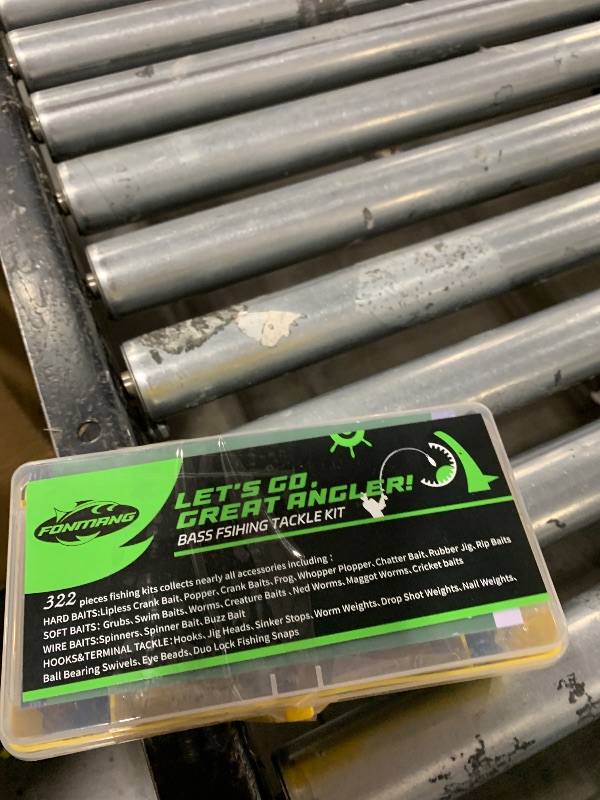 FONMANG
LET'S GO,
GREAT ANGLER!
BASS FSIHING TACKLE KIT
322 pieces fishing kits collects nearly all accessories including :
HARD BAITS:Lipless Crank Bait、Popper、Crank Baits、Frog、Whopper Plopper、Chatter Bait、Rubber Jig、Rip Baits
SOFT BAITS: Grubs、Swim Baits、Worms、Creature Baits 、Ned Worms、Maggot Worms、Cricket baits
WIRE BAITS:Spinners、Spinner Bait、Buzz Bait
HOOKS&TERMINAL TACKLE:Hooks、Jig Heads、Sinker Stops、Worm Weights、Drop Shot Weights、Nail Weights、
Ball Bearing Swivels、Eye Beads、Duo Lock Fishing Snaps